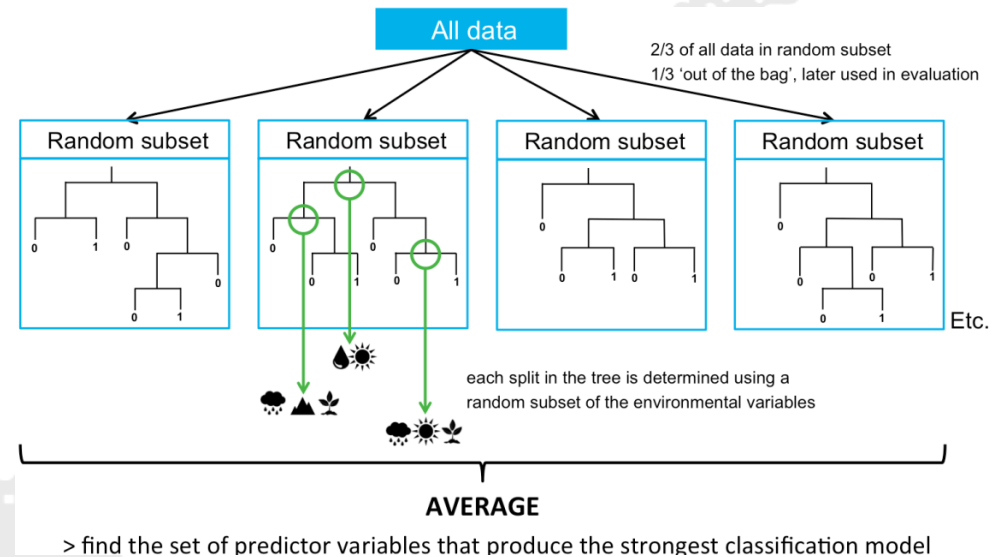 All data
2/3 of all data in random subset
1/3 ‘out of the bag’, later used in evaluation
Random subset
0
1
0
0
0
1
Random subset
0
0
1
0
0
1
Random subset
0
0
1
0
1
Random subset
0
0
0
1
0
1
Etc.
each split in the tree is determined using a
random subset of the environmental variables
AVERAGE
> find the set of predictor variables that produce the strongest classification model